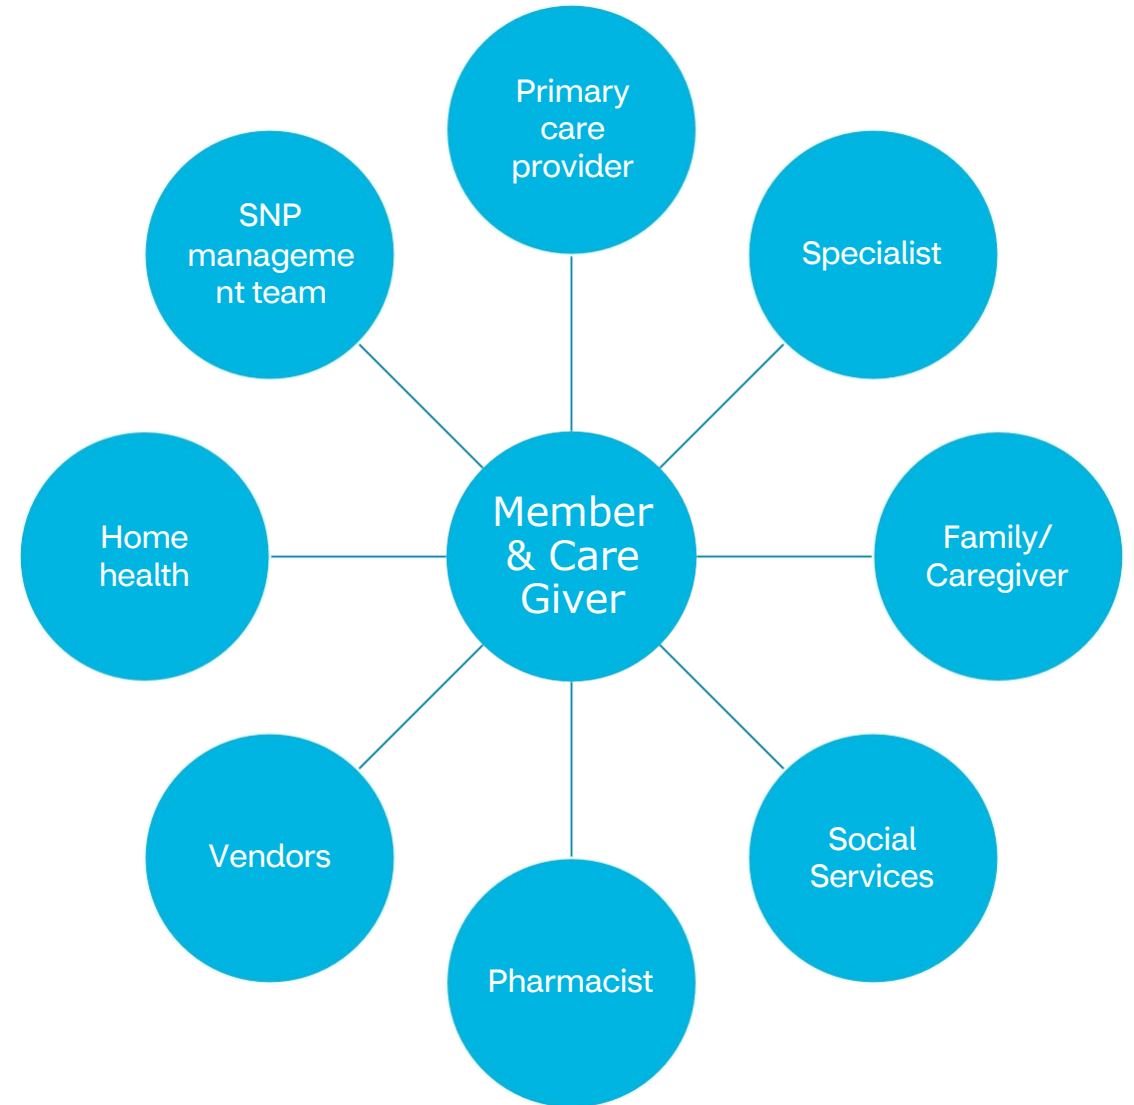 Primary
care
provider
Specialist
Family/
Caregiver
Social
Services
Pharmacist
Vendors
Home
health
SNP
manageme
nt team
Member
& Care
Giver